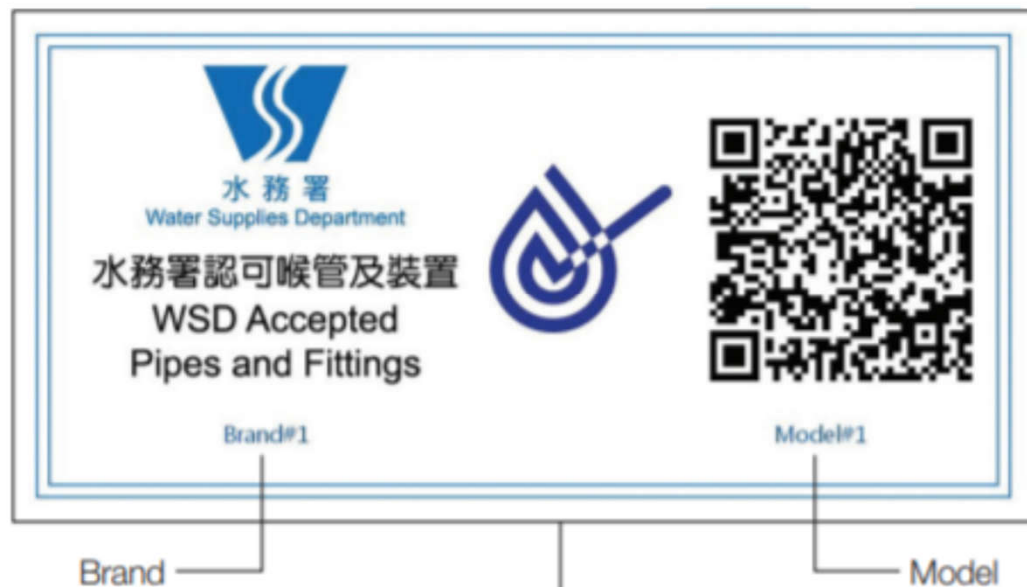 水務署
Water Supplies Department
水務署認可喉管及裝置
WSD Accepted
Pipes and Fittings
Brand#1
Model#1
Brand
Model